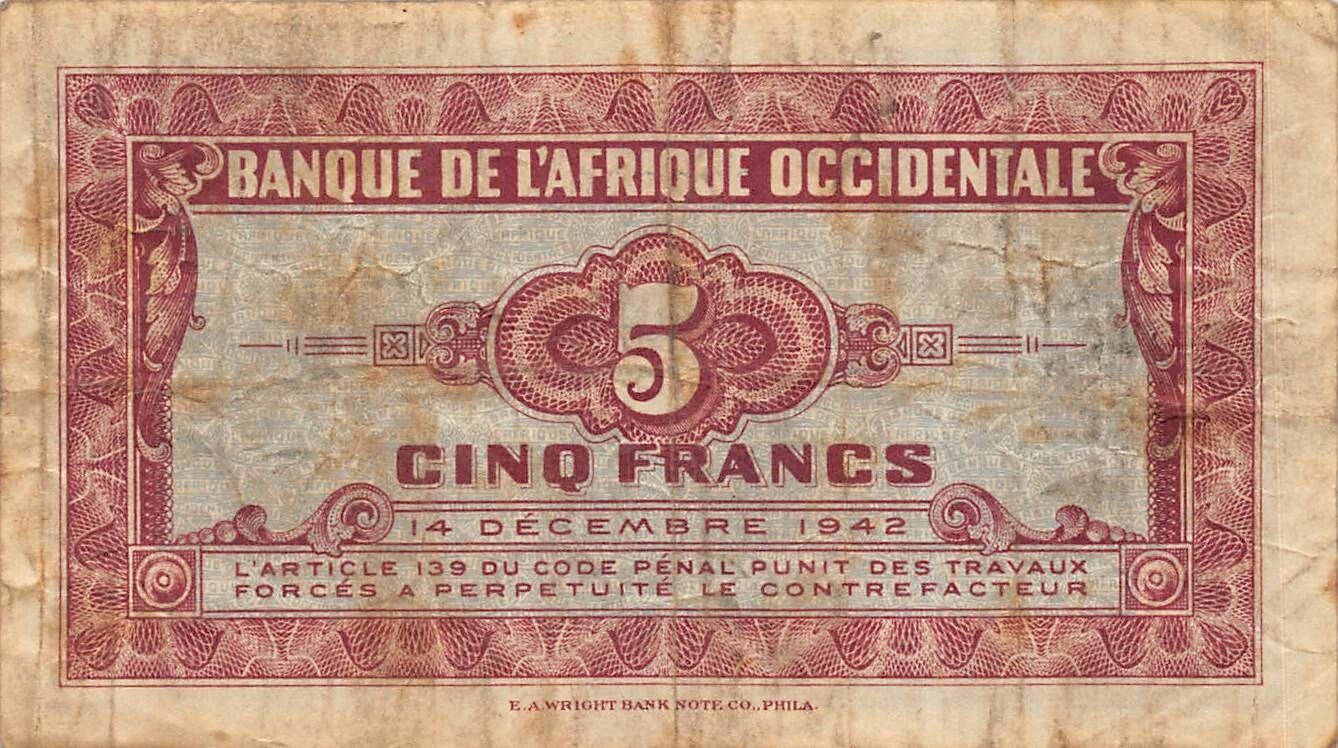 BANQUE DE L'AFRIQUE OCCIDENTALE
5
CINQ FRANCS
14 DÉCEMBRE 1942
L'ARTICLE 139 DU CODE PÉNAL PUNIT DES TRAVAUX
FORCÉS A PERPETUITÉ LE CONTREFACTEUR
E.A.WRIGHT BANK NOTE CO., PHILA.